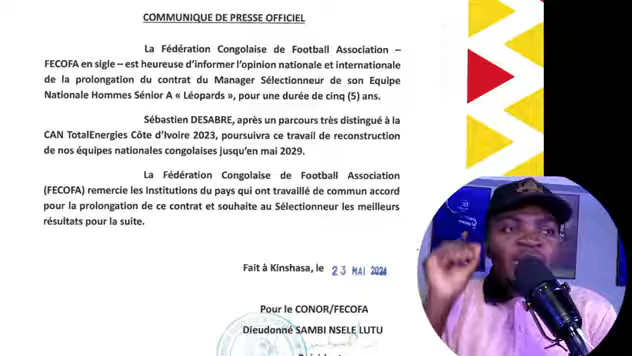 COMMUNIQUE DE PRESSE OFFICIEL
La Fédération Congolaise de Football Association –
FECOFA en sigle – est heureuse d'informer l'opinion nationale et internationale
de la prolongation du contrat du Manager Sélectionneur de son Equipe
Nationale Hommes Sénior A « Léopards », pour une durée de cinq (5) ans.
Sébastien DESABRE, après un parcours très distingué à la
CAN TotalEnergies Côte d'Ivoire 2023, poursuivra ce travail de reconstruction
de nos équipes nationales congolaises jusqu'en mai 2029.
La Fédération Congolaise de Football Association
(FECOFA) remercie les Institutions du pays qui ont travaillé de commun accord
pour la prolongation de ce contrat et souhaite au Sélectionneur les meilleurs
résultats pour la suite.
Fait à Kinshasa, le 23 MAI 2024
Pour le CONOR/FECOFA
Dieudonné SAMBI NSELE LUTU